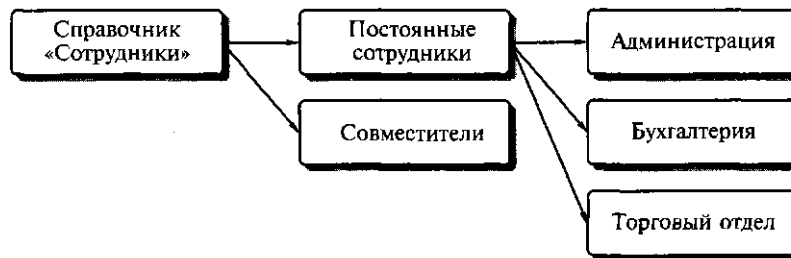 Справочник
«Сотрудники»
Постоянные
сотрудники
Администрация
Совместители
Бухгалтерия
Торговый отдел